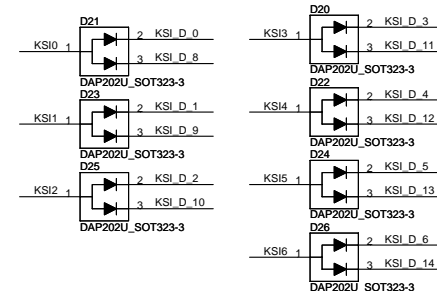 D21
KSI0 1 2 KSI_D_0
3 KSI_D_8
DAP202U_SOT323-3
D23
KSI1 1 2 KSI_D_1
3 KSI_D_9
DAP202U_SOT323-3
D25
KSI2 1 2 KSI_D_2
3 KSI_D_10
DAP202U_SOT323-3
D20
KSI3 1 2 KSI_D_3
3 KSI_D_11
DAP202U_SOT323-3
D22
KSI4 1 2 KSI_D_4
3 KSI_D_12
DAP202U_SOT323-3
D24
KSI5 1 2 KSI_D_5
3 KSI_D_13
DAP202U_SOT323-3
D26
KSI6 1 2 KSI_D_6
3 KSI_D_14
DAP202U_SOT323-3